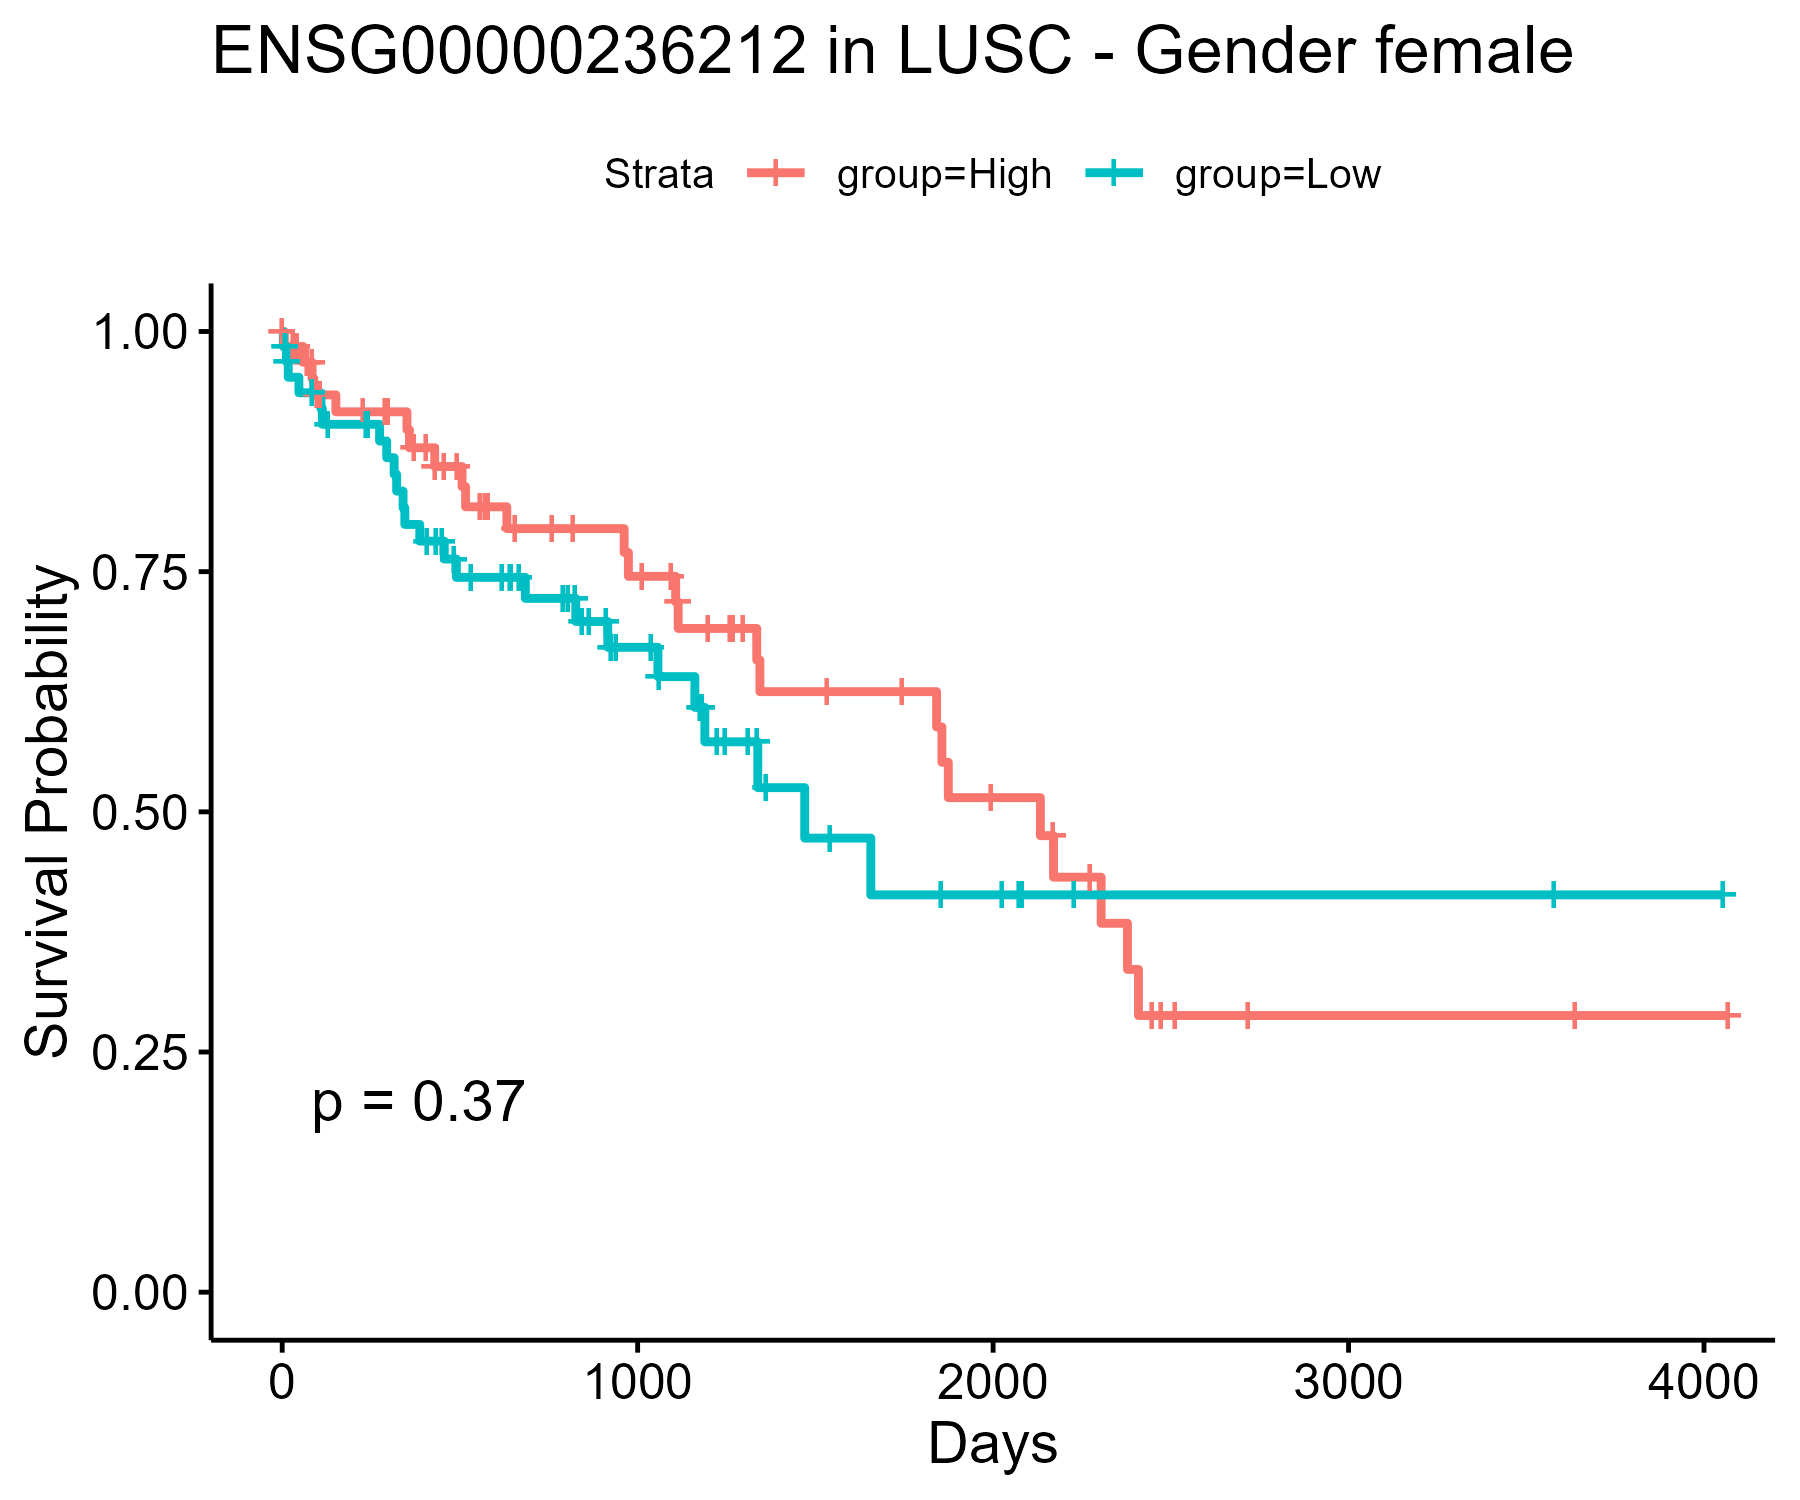 ENSG00000236212 in LUSC - Gender female
Strata group=High group=Low
1.00
0.75
0.50
0.25
0.00
Survival Probability
p = 0.37
0 1000 2000 3000 4000
Days